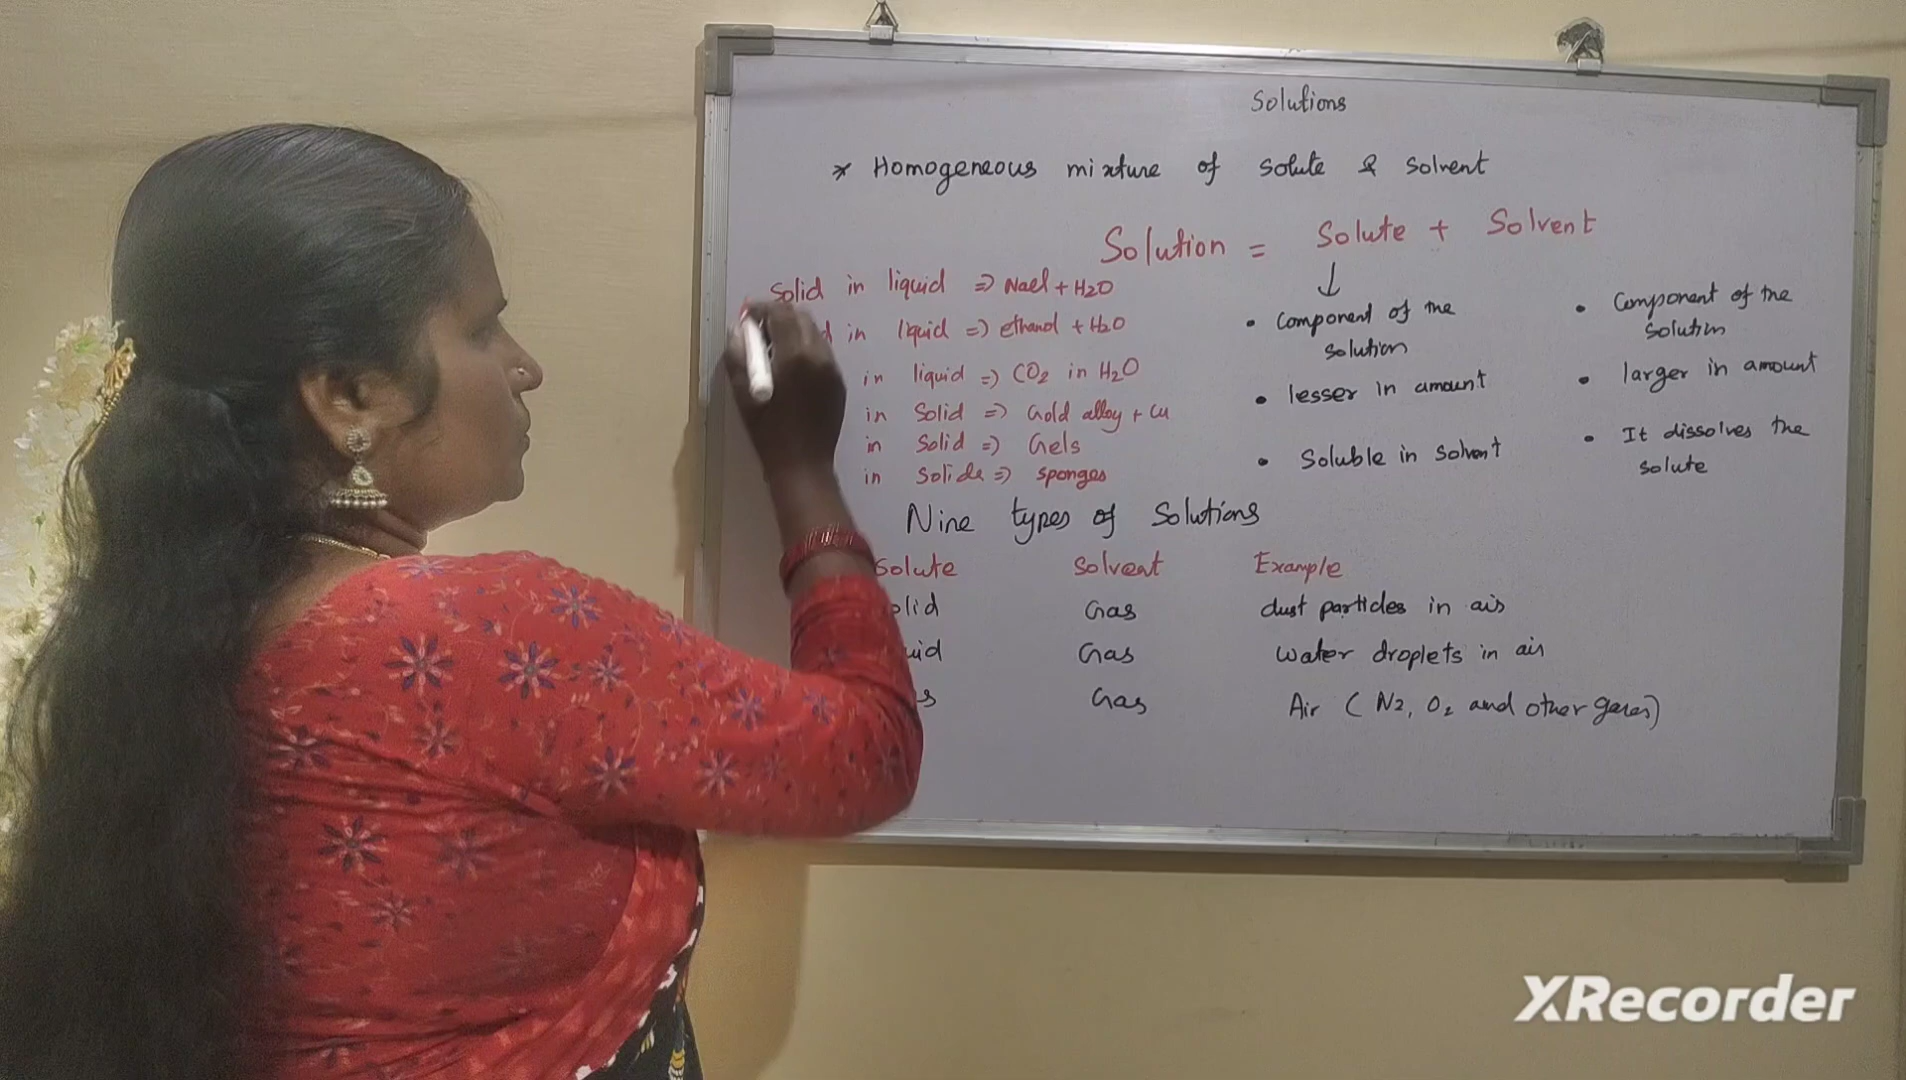 Solutions
* Homogeneous mixture of solute & solvent
Solution = Solute + Solvent
Solid in liquid => Nacl + H2O
in liquid => ethanol + H2O
in liquid => CO2 in H2O
in Solid => Gold alloy + Cu
in Solid => Gels
in Solids => sponges
↓
• Component of the
solution
• lesser in amount
• Soluble in solvent
• Component of the
Solution
• larger in amount
• It dissolves the
solute
Nine types of Solutions
Solute Solvent Example
Gas dust particles in air
Gas water droplets in air
Gas Air ( N2, O2 and other gases)
XRecorder